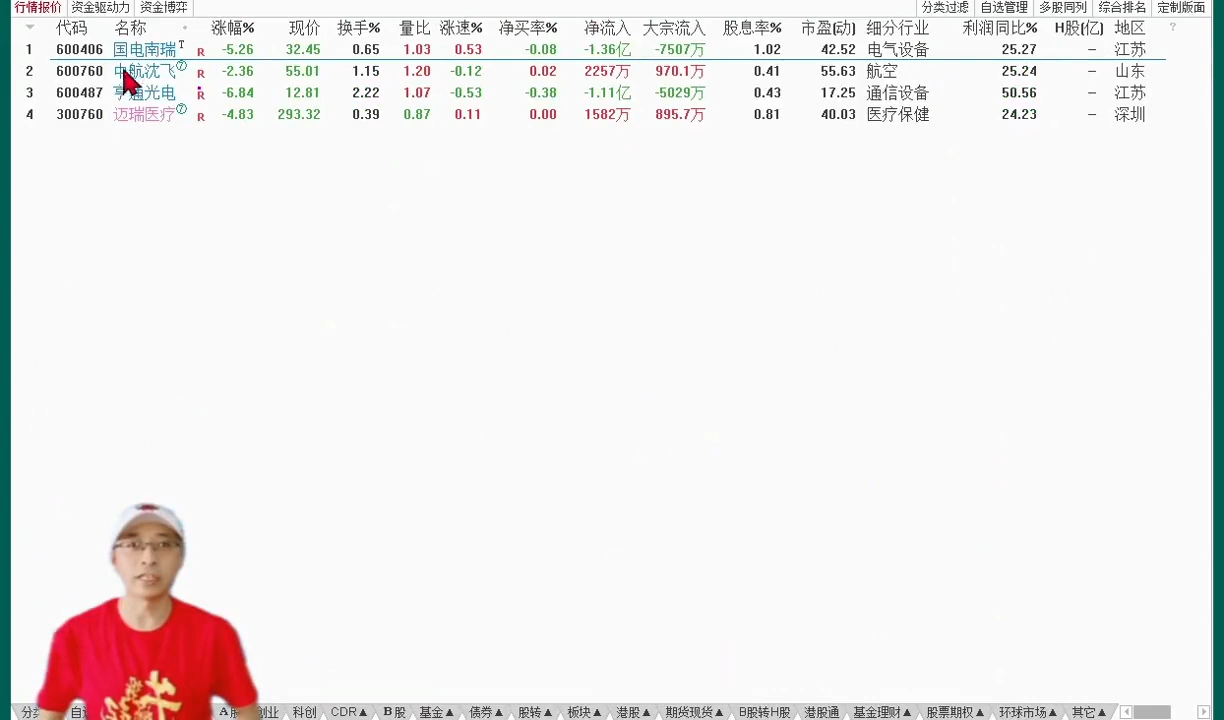 行情报价 资金驱动力 资金博弈 分类过滤 自选管理 多股同列 综合排名 定制版面
代码 名称 涨幅% 现价 换手% 量比 涨速% 净买率% 净流入 大宗流入 股息率% 市盈(动) 细分行业 利润同比% H股(亿) 地区 ?
1 600406 国电南瑞 T R -5.26 32.45 0.65 1.03 0.53 -0.08 -1.36亿 -7507万 1.02 42.52 电气设备 25.27 – 江苏
2 600760 中航沈飞 ? R -2.36 55.01 1.15 1.20 -0.12 0.02 2257万 970.1万 0.41 55.63 航空 25.24 – 山东
3 600487 亨通光电 R -6.84 12.81 2.22 1.07 -0.53 -0.38 -1.11亿 -5029万 0.43 17.25 通信设备 50.56 – 江苏
4 300760 迈瑞医疗 ? R -4.83 293.32 0.39 0.87 0.11 0.00 1582万 895.7万 0.81 40.03 医疗保健 24.23 – 深圳
A股 创业 科创 CDR▲ B股 基金▲ 债券▲ 股转▲ 板块▲ 港股▲ 期货现货▲ B股转H股 港股通 基金理财▲ 股票期权▲ 环球市场▲ 其它▲